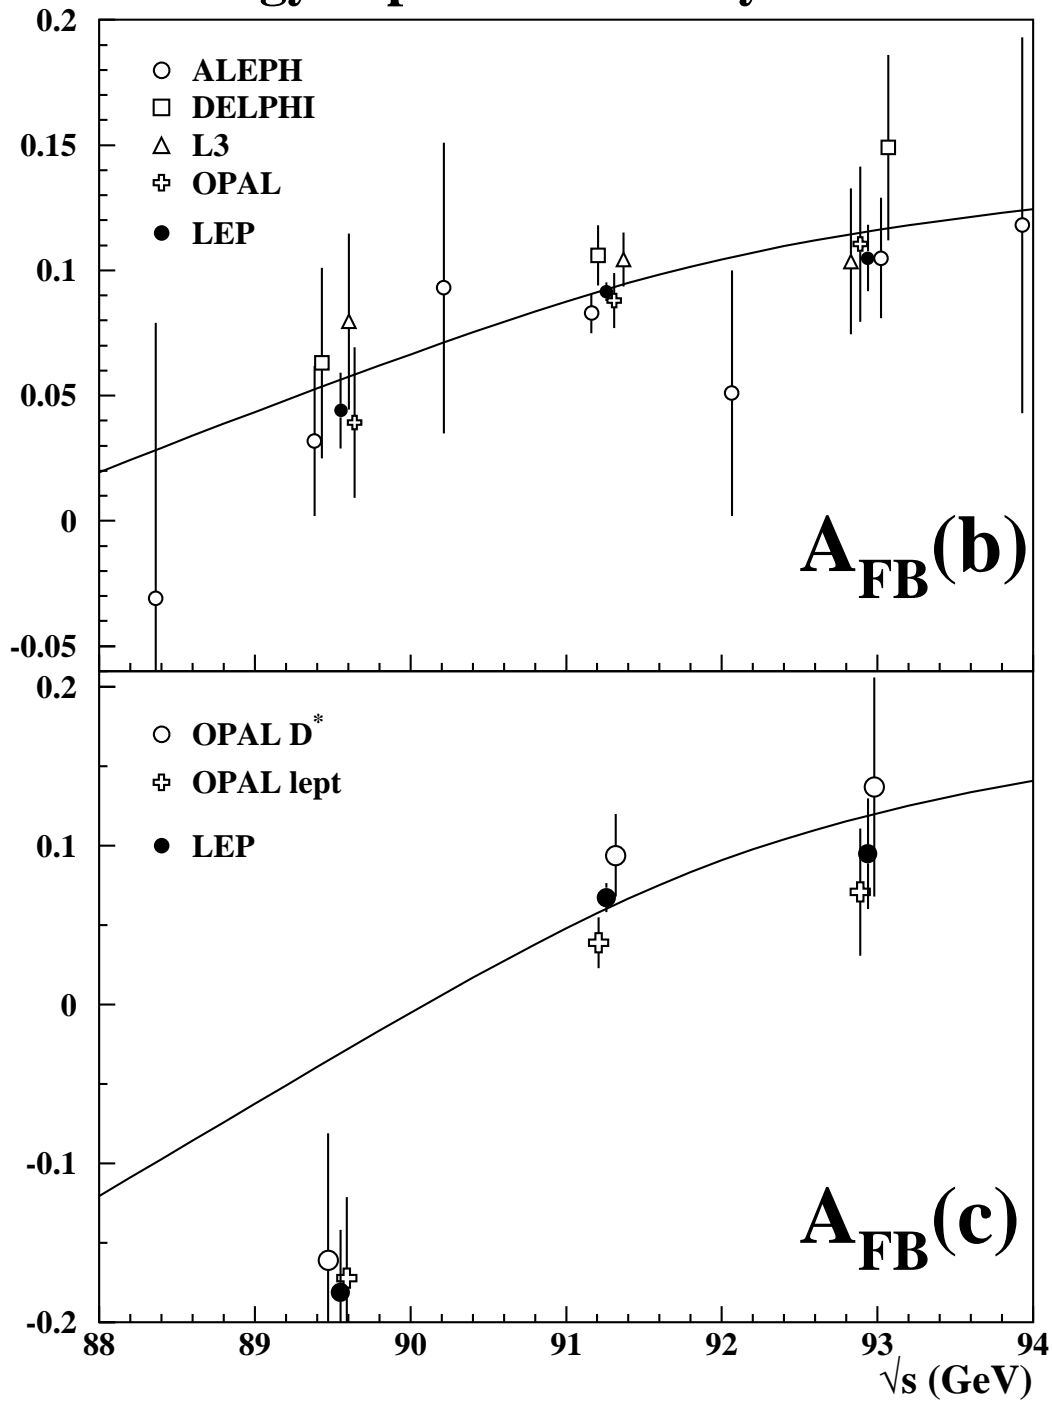 0.2
ALEPH
DELPHI
0.15
L3
OPAL
LEP
0.1
0.05
0
A_FB(b)
-0.05
0.2
OPAL D*
OPAL lept
0.1
LEP
0
-0.1
A_FB(c)
-0.2
88 89 90 91 92 93 94
√s (GeV)